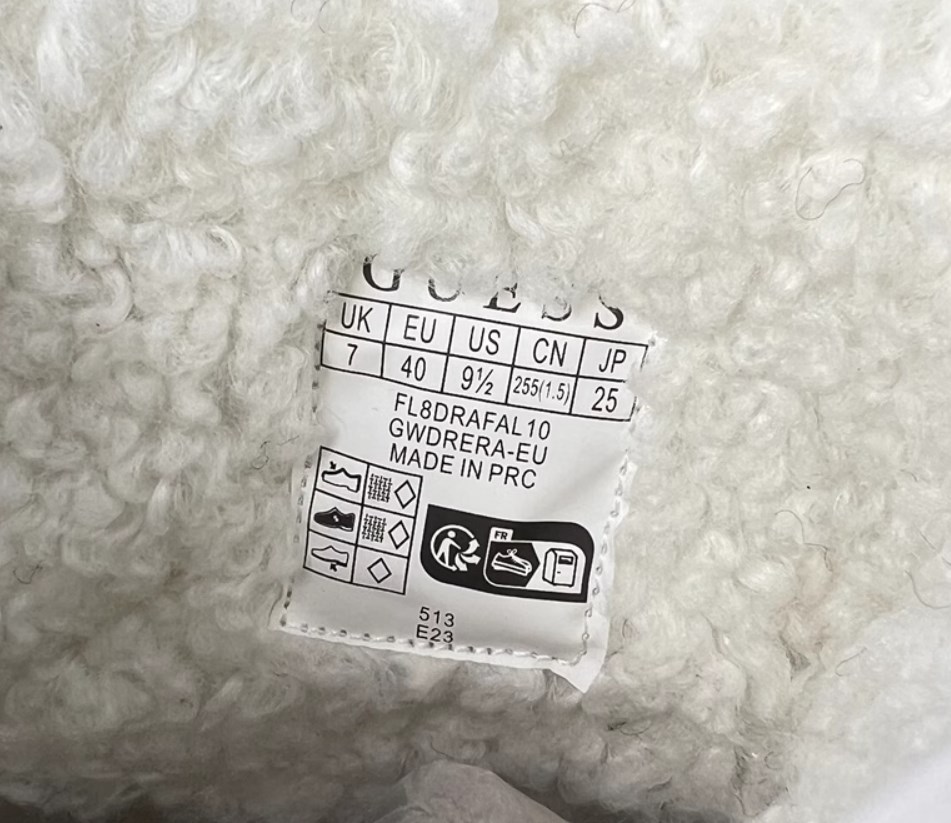 GUESS
UK EU US CN JP
7 40 9½ 255(1.5) 25
FL8DRAFAL10
GWDRERA-EU
MADE IN PRC
FR
513
E23